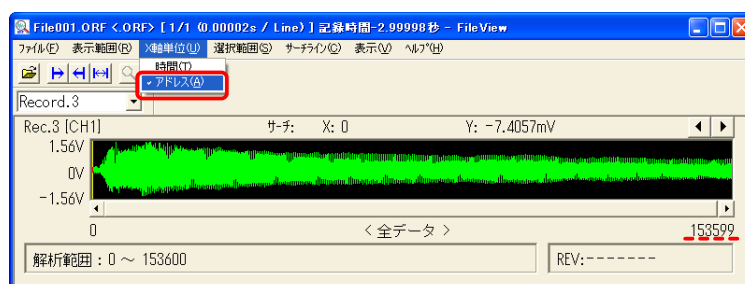 File001.ORF <.ORF> [ 1/1 (0.00002s / Line) ] 記録時間=2.99998秒 - FileView
ファイル(F) 表示範囲(R) X軸単位(U) 選択範囲(S) サーチライン(C) 表示(V) ヘルプ(H)
時間(T)
✓アドレス(A)
Record.3
Rec.3 [CH1] サーチ: X: 0 Y: -7.4057mV
1.56V
0V
-1.56V
0 < 全データ > 153599
解析範囲 : 0 ～ 153600 REV:-------